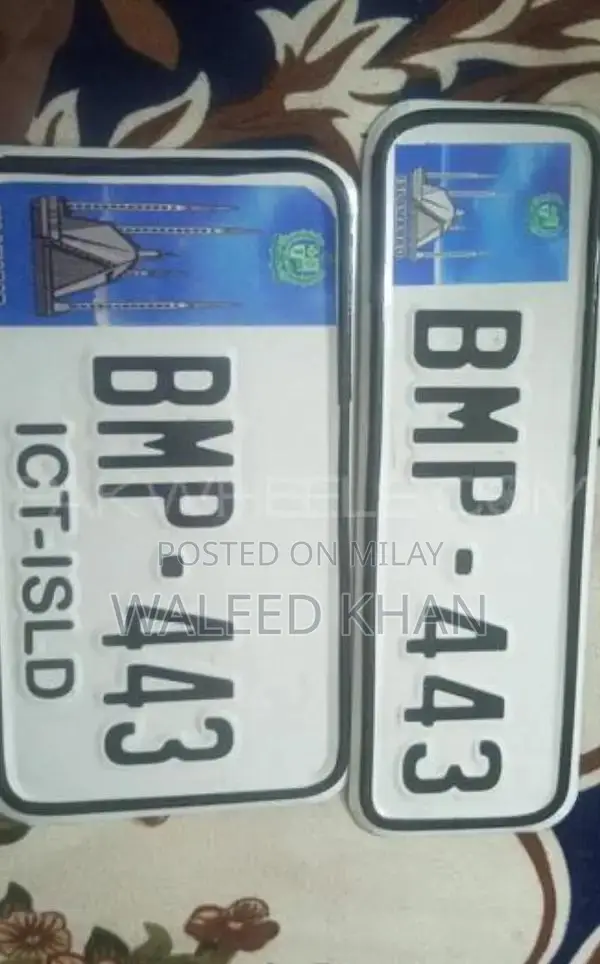 BMP-443
ICT-ISLD
BMP-443
POSTED ON MILAY
WALEED KHAN